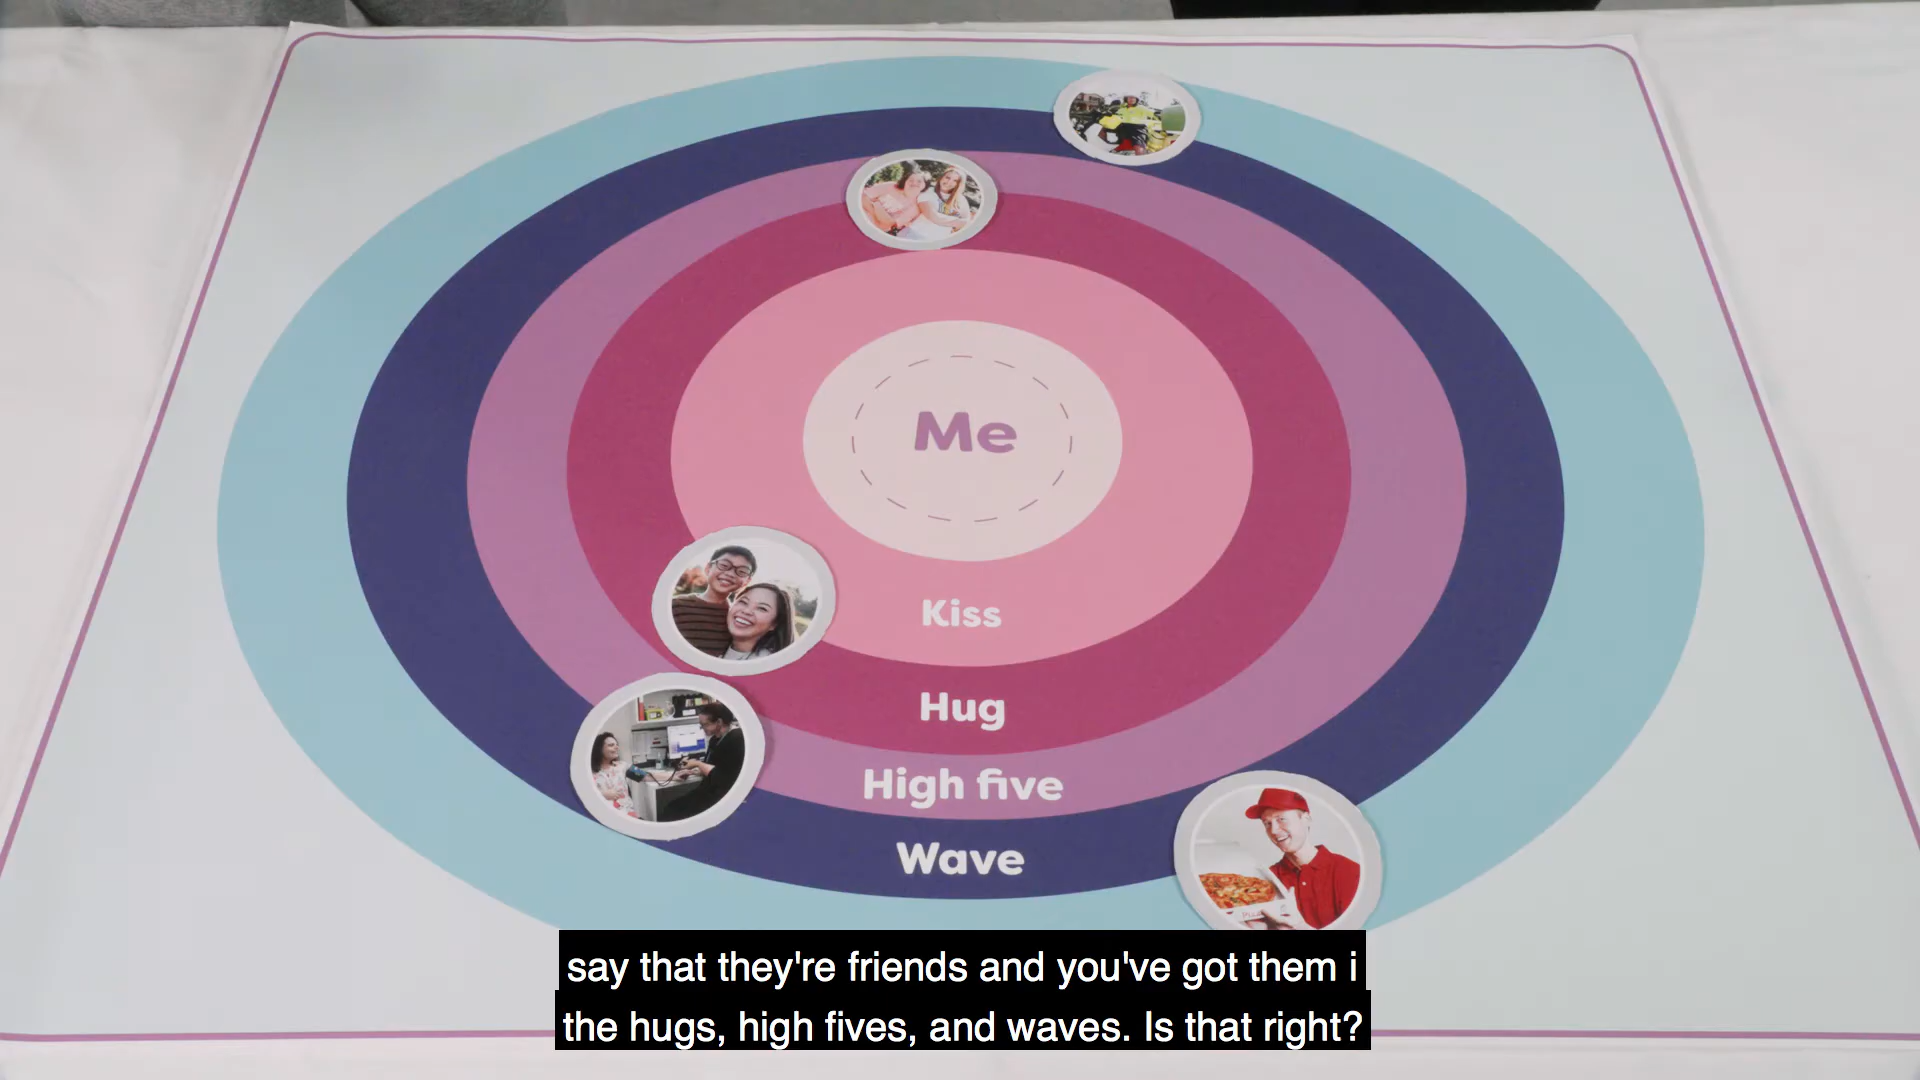 Me
Kiss
Hug
High five
Wave
say that they're friends and you've got them i
the hugs, high fives, and waves. Is that right?